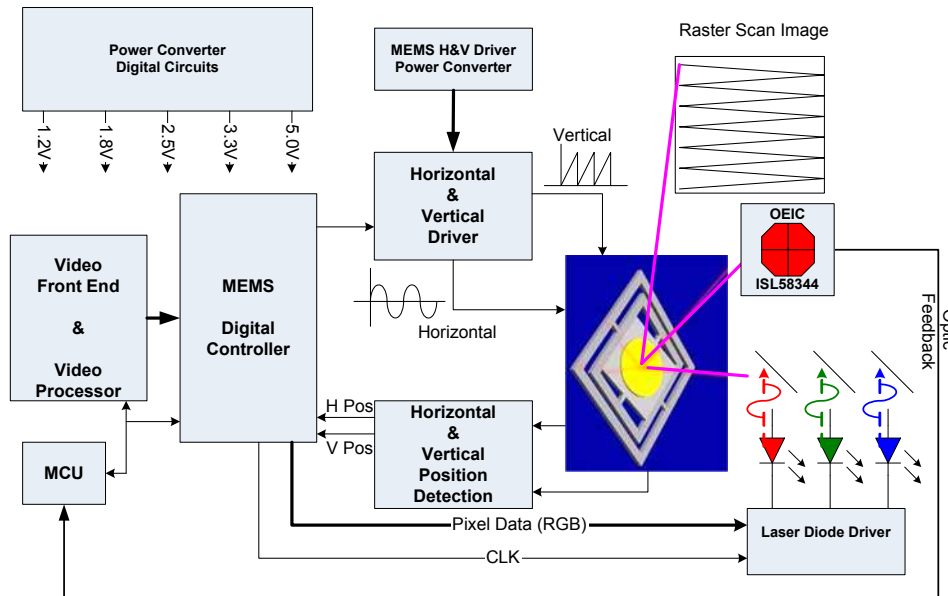 Power Converter
Digital Circuits
1.2V
1.8V
2.5V
3.3V
5.0V
MEMS H&V Driver
Power Converter
Raster Scan Image
Vertical
Horizontal
&
Vertical
Driver
OEIC
ISL58344
Video
Front End
&
Video
Processor
MEMS
Digital
Controller
Horizontal
Optic
Feedback
H Pos
V Pos
Horizontal
&
Vertical
Position
Detection
MCU
Pixel Data (RGB)
CLK
Laser Diode Driver